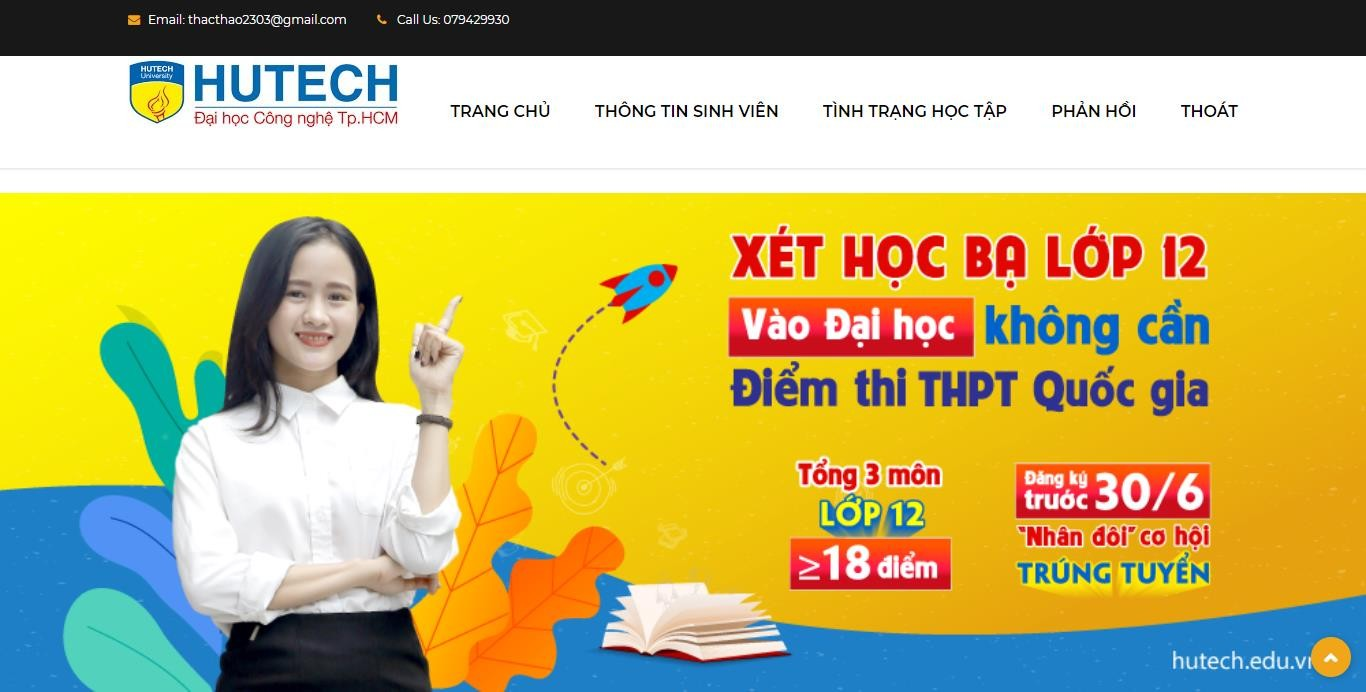 Email: thacthao2303@gmail.com
Call Us: 079429930
HUTECH
University
HUTECH
Đại học Công nghệ Tp.HCM
TRANG CHỦ
THÔNG TIN SINH VIÊN
TÌNH TRẠNG HỌC TẬP
PHẢN HỒI
THOÁT
XÉT HỌC BẠ LỚP 12
Vào Đại học không cần
Điểm thi THPT Quốc gia
Tổng 3 môn
LỚP 12
≥18 điểm
Đăng ký
trước 30/6
"Nhân đôi" cơ hội
TRÚNG TUYỂN